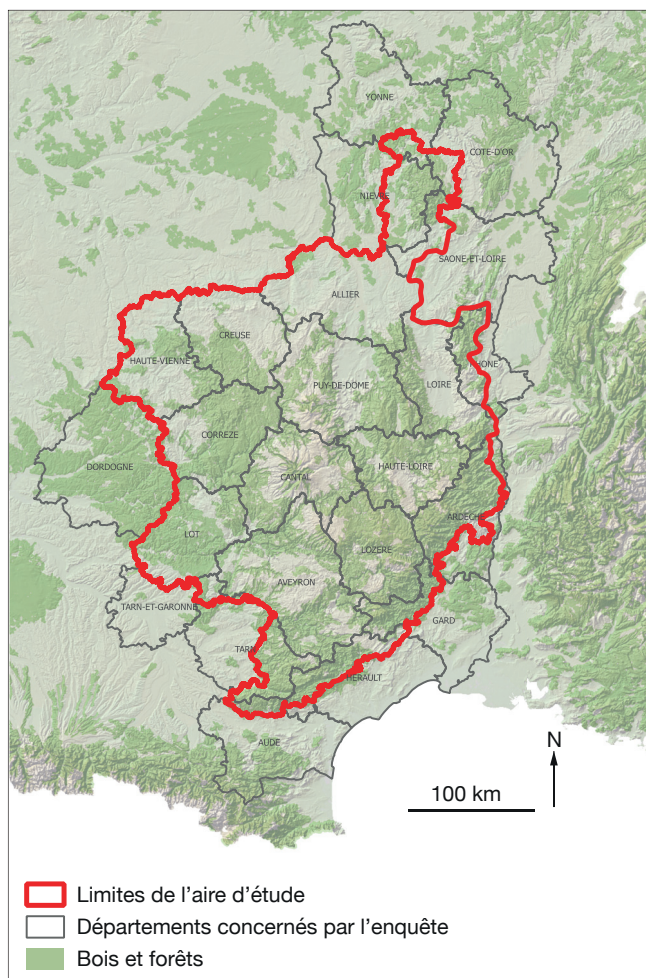 YONNE
COTE-D'OR
NIEVRE
SAONE-ET-LOIRE
ALLIER
CREUSE
HAUTE-VIENNE
RHONE
PUY-DE-DOME
LOIRE
CORREZE
DORDOGNE
HAUTE-LOIRE
CANTAL
ARDECHE
LOT
LOZERE
AVEYRON
TARN-ET-GARONNE
GARD
TARN
HERAULT
AUDE
N
100 km
Limites de l'aire d'étude
Départements concernés par l'enquête
Bois et forêts